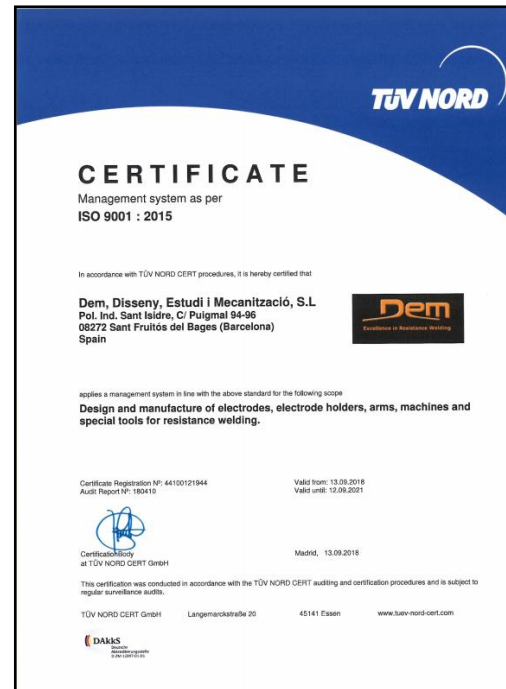 TÜV NORD
CERTIFICATE
Management system as per
ISO 9001 : 2015
In accordance with TÜV NORD CERT procedures, it is hereby certified that
Dem, Disseny, Estudi i Mecanització, S.L
Pol. Ind. Sant Isidre, C/ Puigmal 94-96
08272 Sant Fruitós del Bages (Barcelona)
Spain
Dem
Excellence in Resistance Welding
applies a management system in line with the above standard for the following scope
Design and manufacture of electrodes, electrode holders, arms, machines and
special tools for resistance welding.
Certificate Registration Nº: 44100121944
Audit Report Nº: 180410
Valid from: 13.09.2018
Valid until: 12.09.2021
Certification Body
at TÜV NORD CERT GmbH
Madrid, 13.09.2018
This certification was conducted in accordance with the TÜV NORD CERT auditing and certification procedures and is subject to
regular surveillance audits.
TÜV NORD CERT GmbH Langemarckstraße 20 45141 Essen www.tuev-nord-cert.com
DAkkS
Deutsche
Akkreditierungsstelle